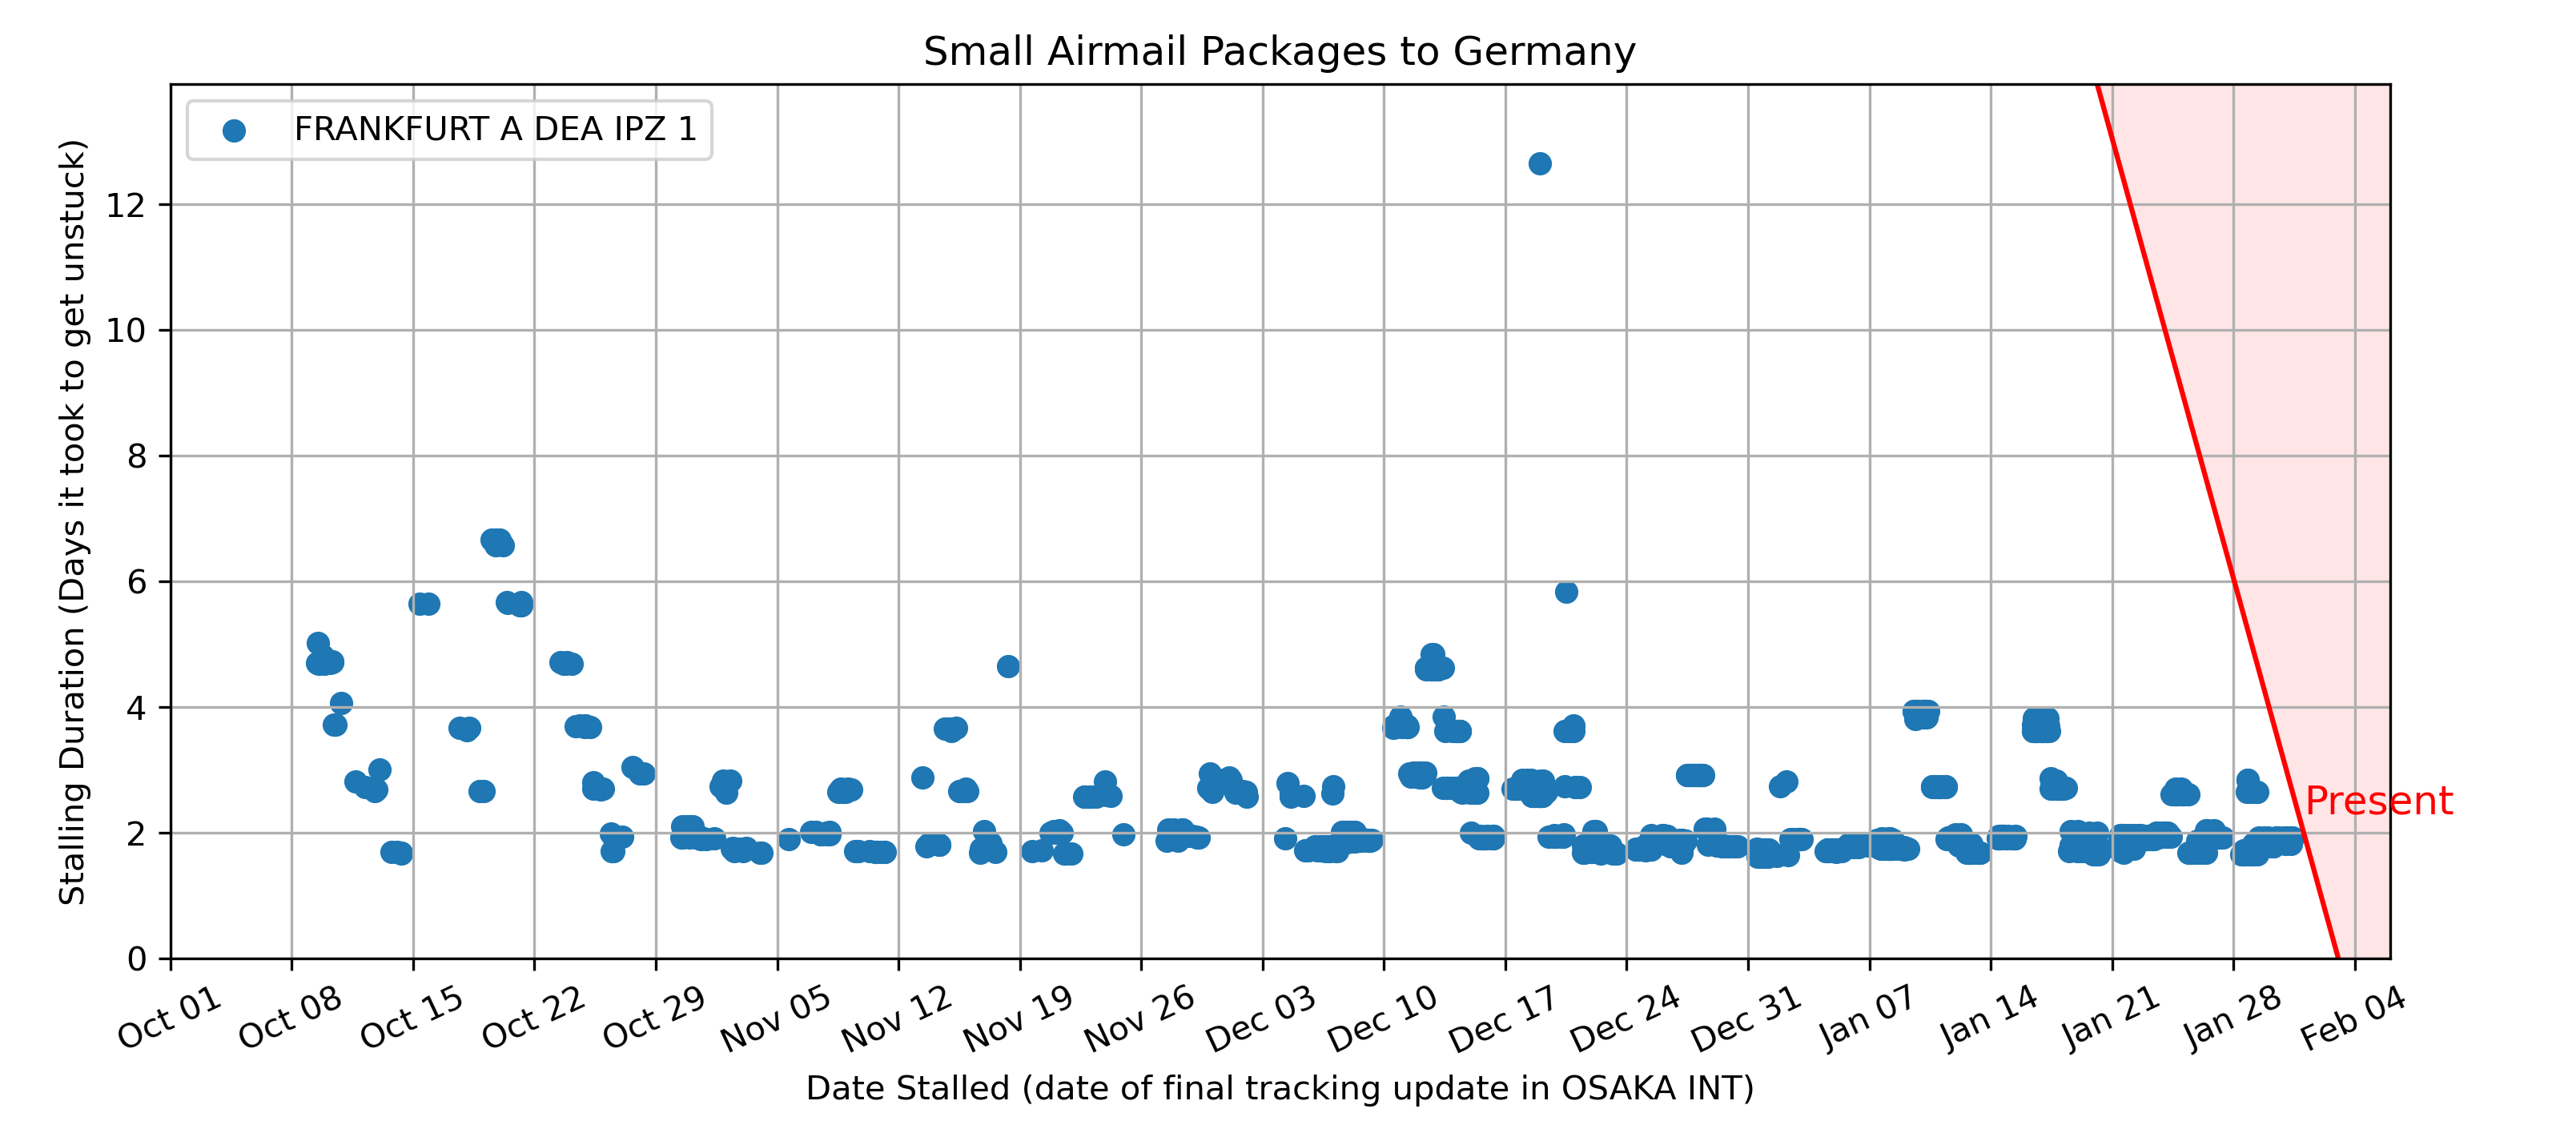 Small Airmail Packages to Germany
FRANKFURT A DEA IPZ 1
Stalling Duration (Days it took to get unstuck)
12
10
8
6
4
2
0
Present
Oct 01 Oct 08 Oct 15 Oct 22 Oct 29 Nov 05 Nov 12 Nov 19 Nov 26 Dec 03 Dec 10 Dec 17 Dec 24 Dec 31 Jan 07 Jan 14 Jan 21 Jan 28 Feb 04
Date Stalled (date of final tracking update in OSAKA INT)